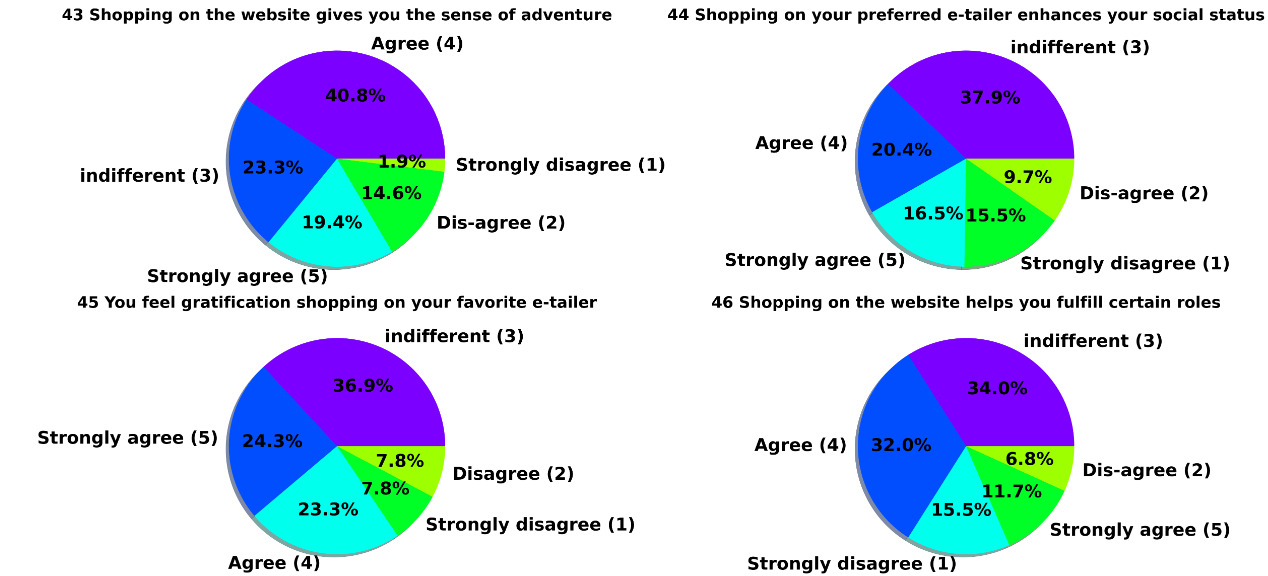 43 Shopping on the website gives you the sense of adventure
Agree (4)
40.8%
indifferent (3)
23.3%
1.9%
Strongly disagree (1)
14.6%
Dis-agree (2)
19.4%
Strongly agree (5)
44 Shopping on your preferred e-tailer enhances your social status
indifferent (3)
37.9%
Agree (4)
20.4%
9.7%
Dis-agree (2)
16.5%
15.5%
Strongly agree (5)
Strongly disagree (1)
45 You feel gratification shopping on your favorite e-tailer
indifferent (3)
36.9%
Strongly agree (5)
24.3%
7.8%
Disagree (2)
7.8%
Strongly disagree (1)
23.3%
Agree (4)
46 Shopping on the website helps you fulfill certain roles
indifferent (3)
34.0%
Agree (4)
32.0%
6.8%
Dis-agree (2)
11.7%
Strongly agree (5)
15.5%
Strongly disagree (1)